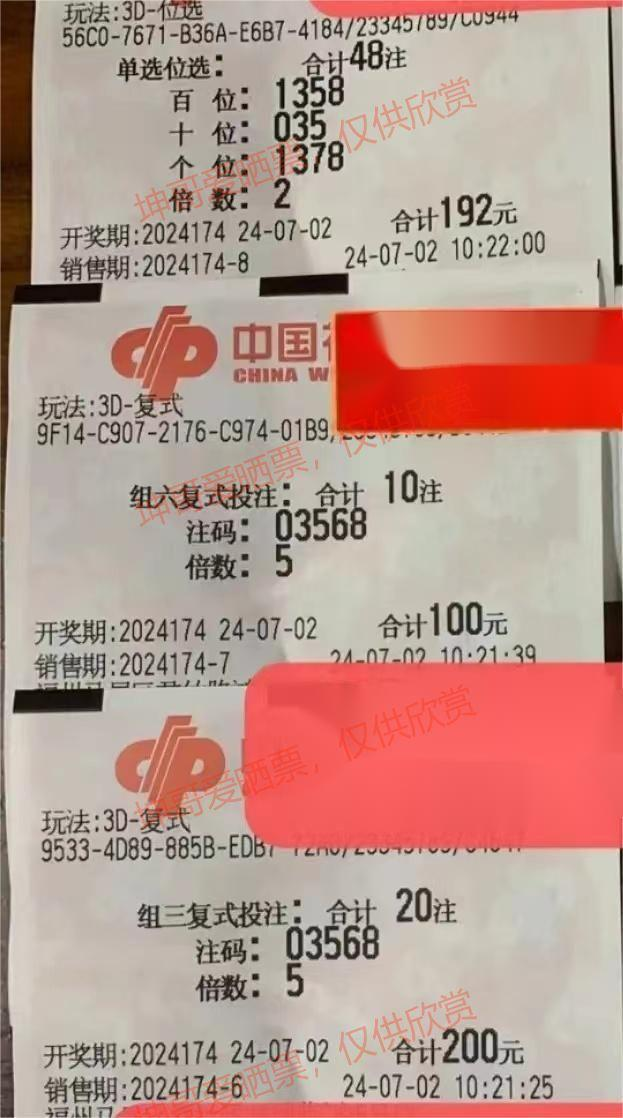 玩法:3D-位选
56C0-7671-B36A-E6B7-4184/23345789/C0944
单选位选: 合计48注
百 位: 1358
十 位: 035
个 位: 1378
倍 数: 2
开奖期:2024174 24-07-02 合计192元
销售期:2024174-8 24-07-02 10:22:00
坤哥爱晒票，仅供欣赏
中国
CHINA W
玩法:3D-复式
9F14-C907-2176-C974-01B9
组六复式投注: 合计 10注
注码: 03568
倍数: 5
坤哥爱晒票，仅供欣赏
开奖期:2024174 24-07-02 合计100元
销售期:2024174-7 24-07-02 10:21:39
坤哥爱晒票，仅供欣赏
玩法:3D-复式
9533-4D89-885B-EDB7
组三复式投注: 合计 20注
注码: 03568
倍数: 5
开奖期:2024174 24-07-02 合计200元
销售期:2024174-6 24-07-02 10:21:25
坤哥爱晒票，仅供欣赏